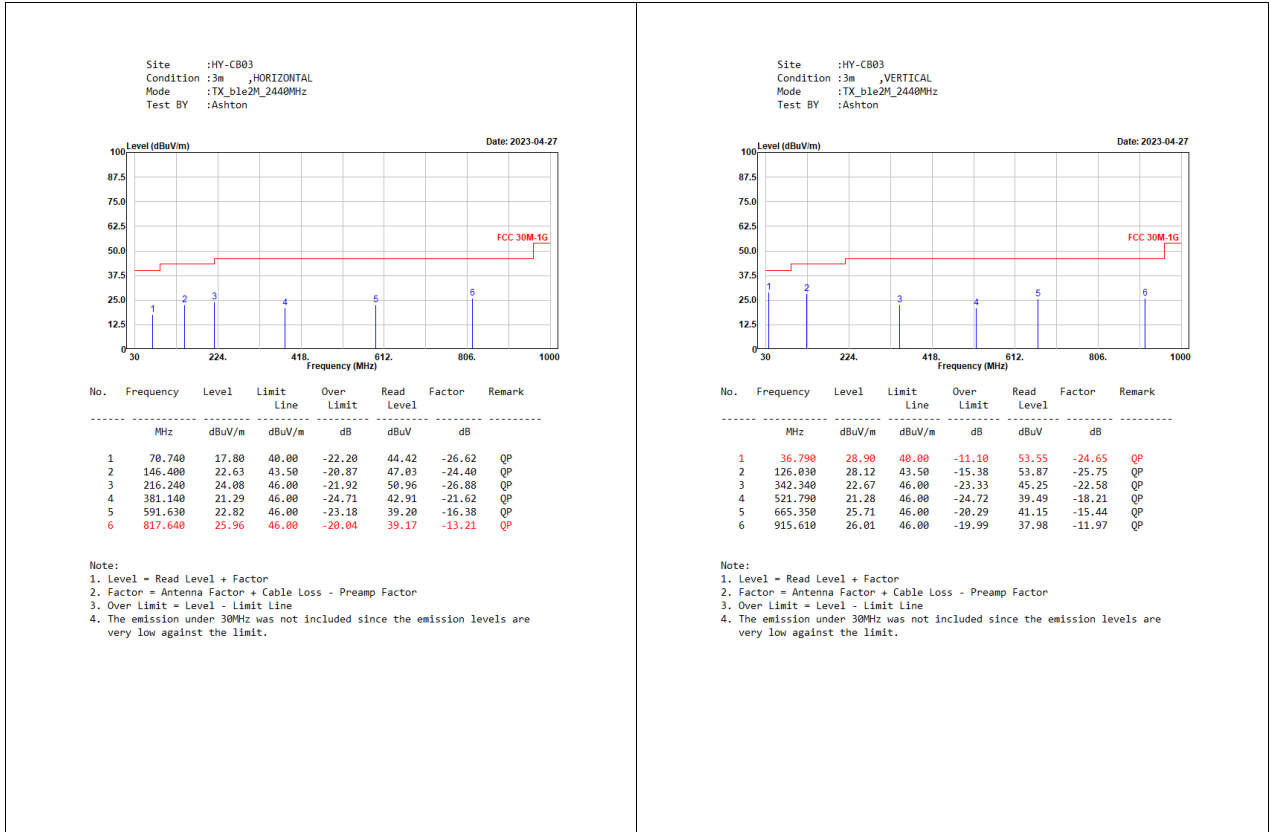 Site      :HY-CB03
Condition :3m    ,HORIZONTAL
Mode      :TX_ble2M_2440MHz
Test BY   :Ashton
Level (dBuV/m)
Date: 2023-04-27
100
87.5
75.0
62.5
FCC 30M-1G
50.0
37.5
25.0
12.5
0
1
2
3
4
5
6
30 224. 418. 612. 806. 1000
Frequency (MHz)
No. Frequency Level Limit Over Read Factor Remark
Line Limit Level
------ ----------- -------- --------- -------- -------- -------- ---------
MHz dBuV/m dBuV/m dB dBuV dB
1 70.740 17.80 40.00 -22.20 44.42 -26.62 QP
2 146.400 22.63 43.50 -20.87 47.03 -24.40 QP
3 216.240 24.08 46.00 -21.92 50.96 -26.88 QP
4 381.140 21.29 46.00 -24.71 42.91 -21.62 QP
5 591.630 22.82 46.00 -23.18 39.20 -16.38 QP
6 817.640 25.96 46.00 -20.04 39.17 -13.21 QP
Note:
1. Level = Read Level + Factor
2. Factor = Antenna Factor + Cable Loss - Preamp Factor
3. Over Limit = Level - Limit Line
4. The emission under 30MHz was not included since the emission levels are
very low against the limit.
Site      :HY-CB03
Condition :3m    ,VERTICAL
Mode      :TX_ble2M_2440MHz
Test BY   :Ashton
Level (dBuV/m)
Date: 2023-04-27
100
87.5
75.0
62.5
FCC 30M-1G
50.0
37.5
25.0
12.5
0
1
2
3
4
5
6
30 224. 418. 612. 806. 1000
Frequency (MHz)
No. Frequency Level Limit Over Read Factor Remark
Line Limit Level
------ ----------- -------- --------- -------- -------- -------- ---------
MHz dBuV/m dBuV/m dB dBuV dB
1 36.790 28.90 40.00 -11.10 53.55 -24.65 QP
2 126.030 28.12 43.50 -15.38 53.87 -25.75 QP
3 342.340 22.67 46.00 -23.33 45.25 -22.58 QP
4 521.790 21.28 46.00 -24.72 39.49 -18.21 QP
5 665.350 25.71 46.00 -20.29 41.15 -15.44 QP
6 915.610 26.01 46.00 -19.99 37.98 -11.97 QP
Note:
1. Level = Read Level + Factor
2. Factor = Antenna Factor + Cable Loss - Preamp Factor
3. Over Limit = Level - Limit Line
4. The emission under 30MHz was not included since the emission levels are
very low against the limit.